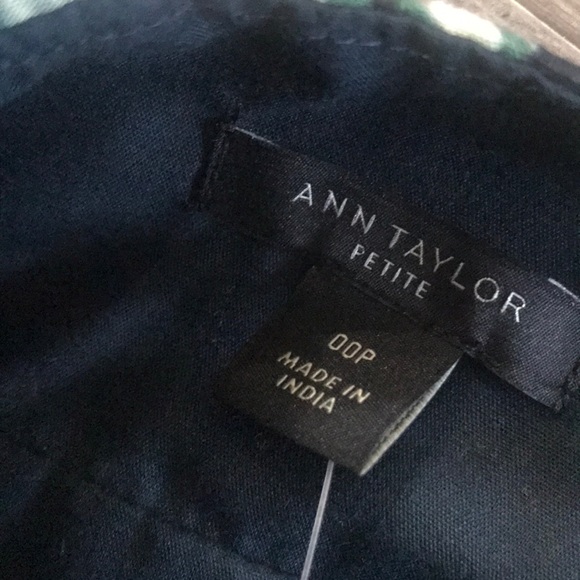 ANN TAYLOR
PETITE
00P
MADE IN
INDIA